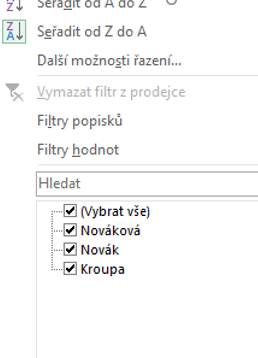 Seřadit od A do Z
Seřadit od Z do A
Další možnosti řazení...
Vymazat filtr z prodejce
Filtry popisků
Filtry hodnot
Hledat
(Vybrat vše)
Nováková
Novák
Kroupa